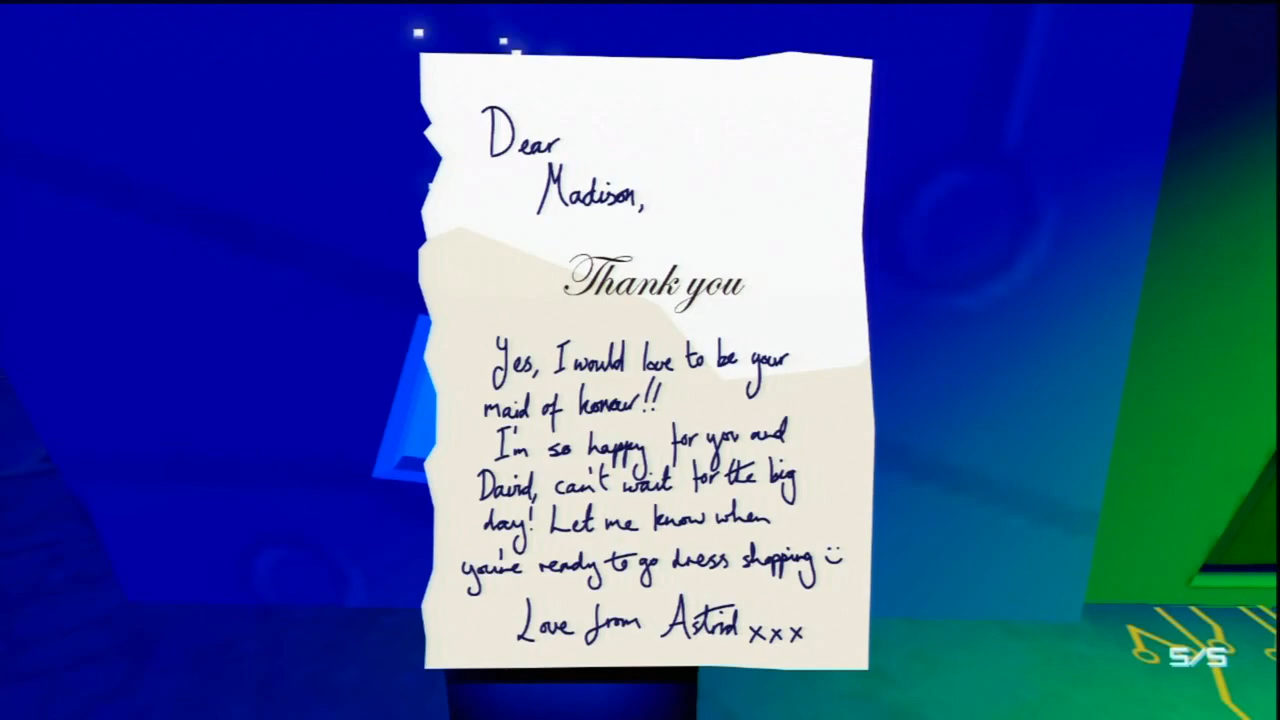 Dear
Madison,
Thank you
Yes, I would love to be your
maid of honour!!
I'm so happy for you and
David, can't wait for the big
day! Let me know when
you're ready to go dress shopping :)
Love from Astrid xxx
5/5